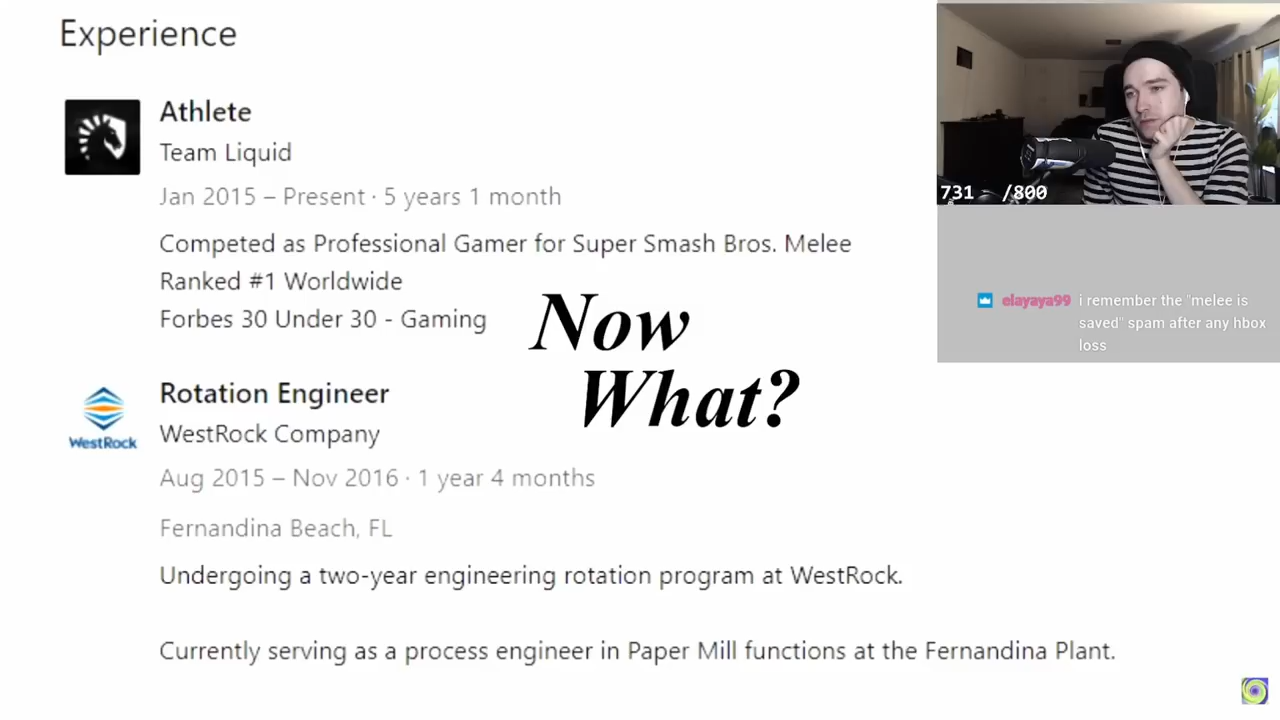 Experience
Athlete
Team Liquid
Jan 2015 – Present · 5 years 1 month
Competed as Professional Gamer for Super Smash Bros. Melee
Ranked #1 Worldwide
Forbes 30 Under 30 - Gaming
Now
What?
WestRock
Rotation Engineer
WestRock Company
Aug 2015 – Nov 2016 · 1 year 4 months
Fernandina Beach, FL
Undergoing a two-year engineering rotation program at WestRock.
Currently serving as a process engineer in Paper Mill functions at the Fernandina Plant.
731 /800
elayaya99 i remember the "melee is
saved" spam after any hbox
loss